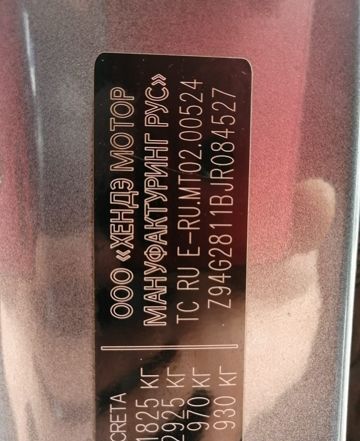 ООО «ХЕНДЭ МОТОР
МАНУФАКТУРИНГ РУС»
TC RU E-RU.MT02.00524
Z94G2811BJR084527
CRETA
1825 КГ
2925 КГ
970 КГ
930 КГ